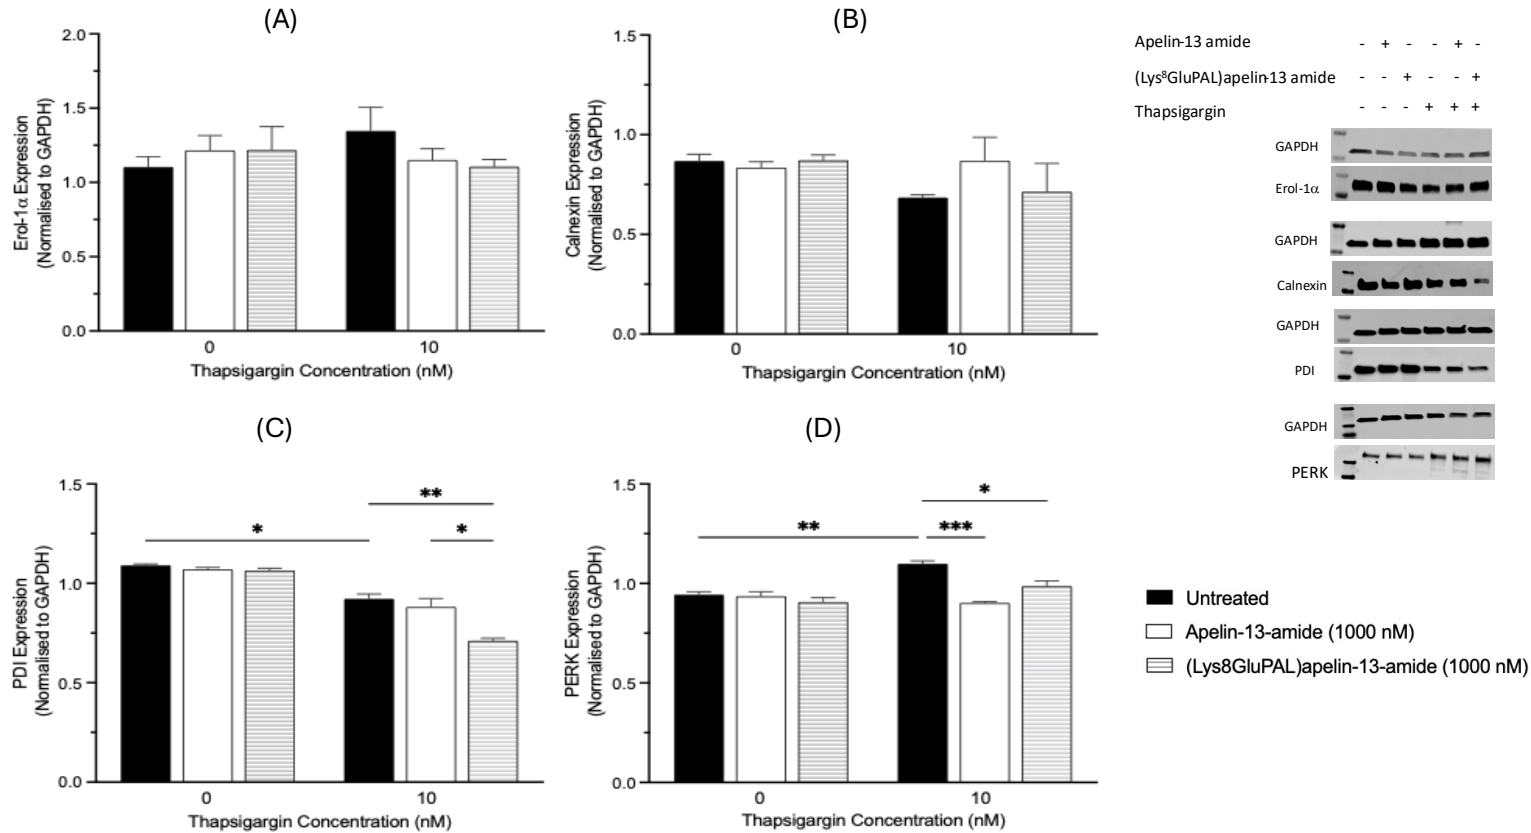 (A)
2.0
1.5
1.0
0.5
0.0
Erol-1α Expression
(Normalised to GAPDH)
0
10
Thapsigargin Concentration (nM)
(B)
1.5
1.0
0.5
0.0
Calnexin Expression
(Normalised to GAPDH)
0
10
Thapsigargin Concentration (nM)
Apelin-13 amide - + - - + -
(Lys⁸GluPAL)apelin-13 amide - - + - - +
Thapsigargin - - - + + +
GAPDH
Erol-1α
GAPDH
Calnexin
GAPDH
PDI
GAPDH
PERK
(C)
1.5
1.0
0.5
0.0
PDI Expression
(Normalised to GAPDH)
*
**
*
0
10
Thapsigargin Concentration (nM)
(D)
1.5
1.0
0.5
0.0
PERK Expression
(Normalised to GAPDH)
**
*
***
0
10
Thapsigargin Concentration (nM)
Untreated
Apelin-13-amide (1000 nM)
(Lys8GluPAL)apelin-13-amide (1000 nM)